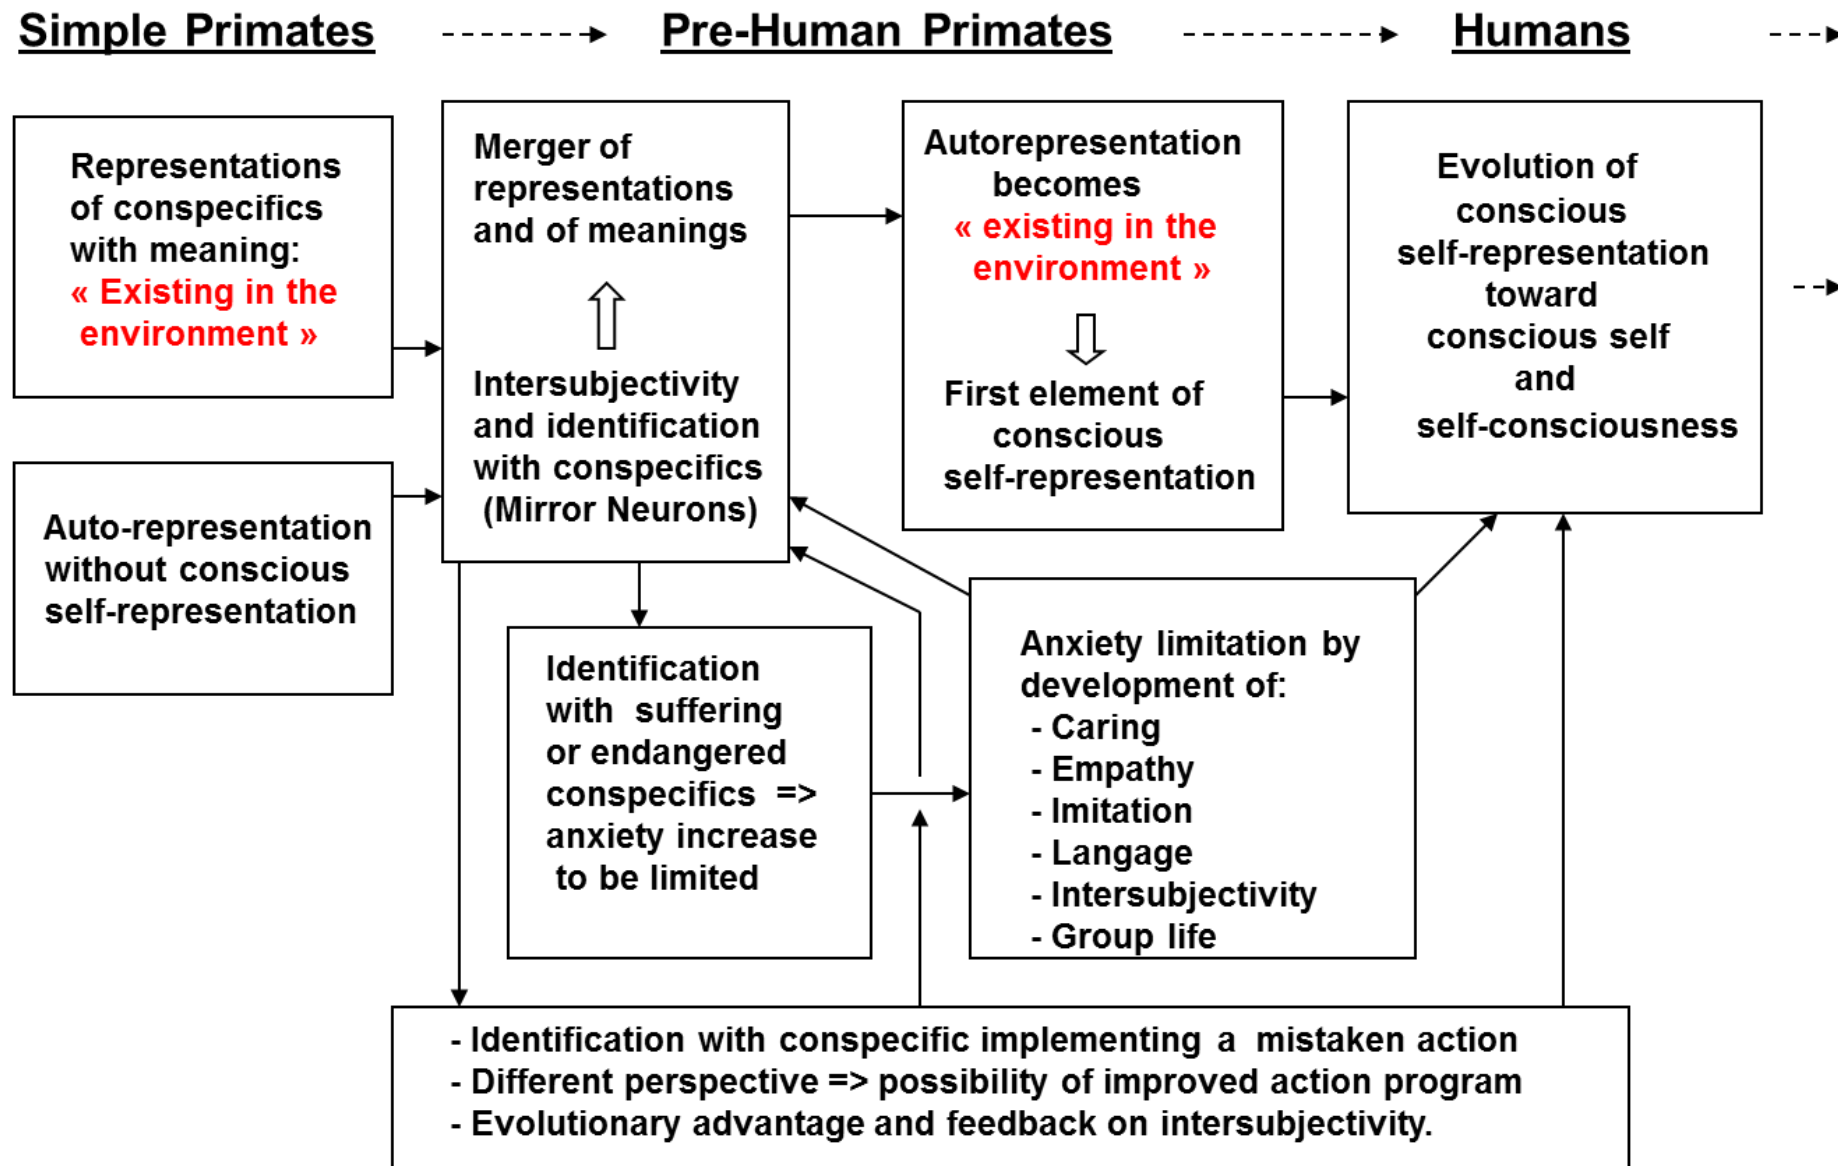 Simple Primates
Pre-Human Primates
Humans
Representations
of conspecifics
with meaning:
« Existing in the
environment »
Auto-representation
without conscious
self-representation
Merger of
representations
and of meanings
Intersubjectivity
and identification
with conspecifics
(Mirror Neurons)
Autorepresentation
becomes
« existing in the
environment »
First element of
conscious
self-representation
Evolution of
conscious
self-representation
toward
conscious self
and
self-consciousness
Identification
with suffering
or endangered
conspecifics =>
anxiety increase
to be limited
Anxiety limitation by
development of:
- Caring
- Empathy
- Imitation
- Langage
- Intersubjectivity
- Group life
- Identification with conspecific implementing a mistaken action
- Different perspective => possibility of improved action program
- Evolutionary advantage and feedback on intersubjectivity.